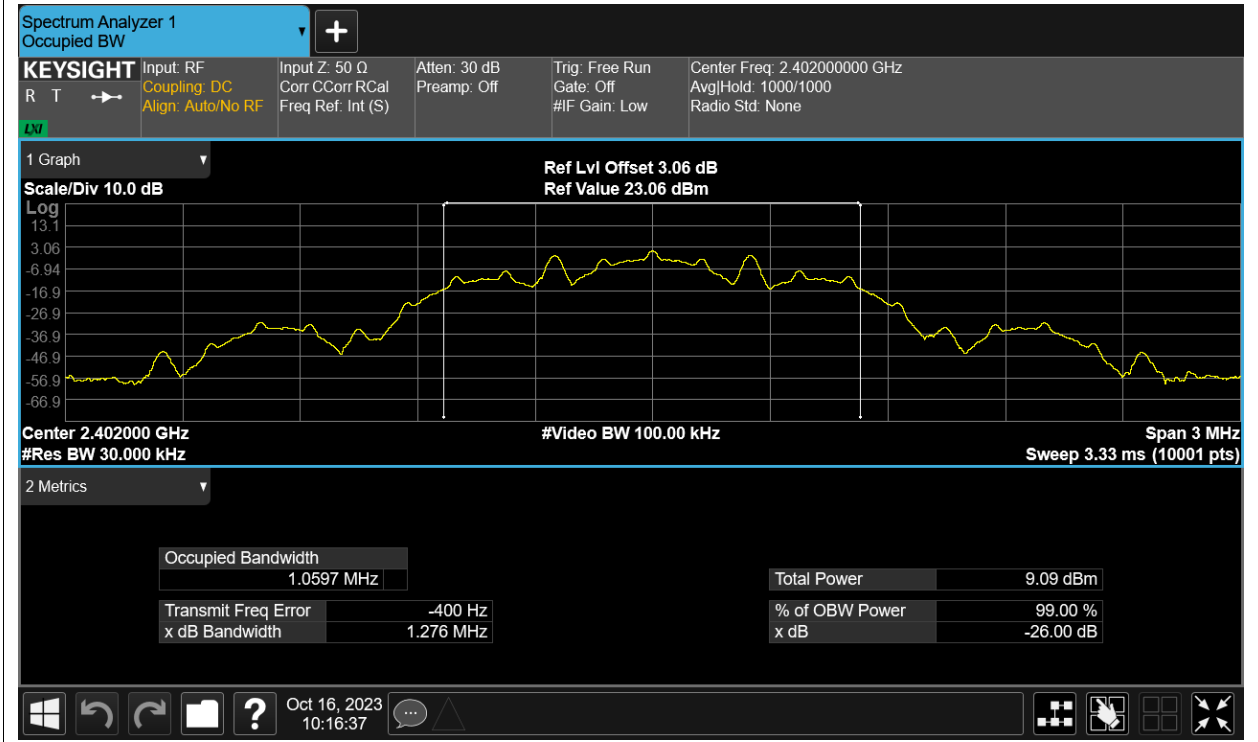 Spectrum Analyzer 1
Occupied BW
KEYSIGHT
R T
LXI
Input: RF
Coupling: DC
Align: Auto/No RF
Input Z: 50 Ω
Corr CCorr RCal
Freq Ref: Int (S)
Atten: 30 dB
Preamp: Off
Trig: Free Run
Gate: Off
#IF Gain: Low
Center Freq: 2.402000000 GHz
Avg|Hold: 1000/1000
Radio Std: None
1 Graph
Scale/Div 10.0 dB
Ref Lvl Offset 3.06 dB
Ref Value 23.06 dBm
Log
13.1
3.06
-6.94
-16.9
-26.9
-36.9
-46.9
-56.9
-66.9
Center 2.402000 GHz
#Video BW 100.00 kHz
Span 3 MHz
#Res BW 30.000 kHz
Sweep 3.33 ms (10001 pts)
2 Metrics
Occupied Bandwidth
1.0597 MHz
Total Power 9.09 dBm
Transmit Freq Error -400 Hz
% of OBW Power 99.00 %
x dB Bandwidth 1.276 MHz
x dB -26.00 dB
?
Oct 16, 2023
10:16:37